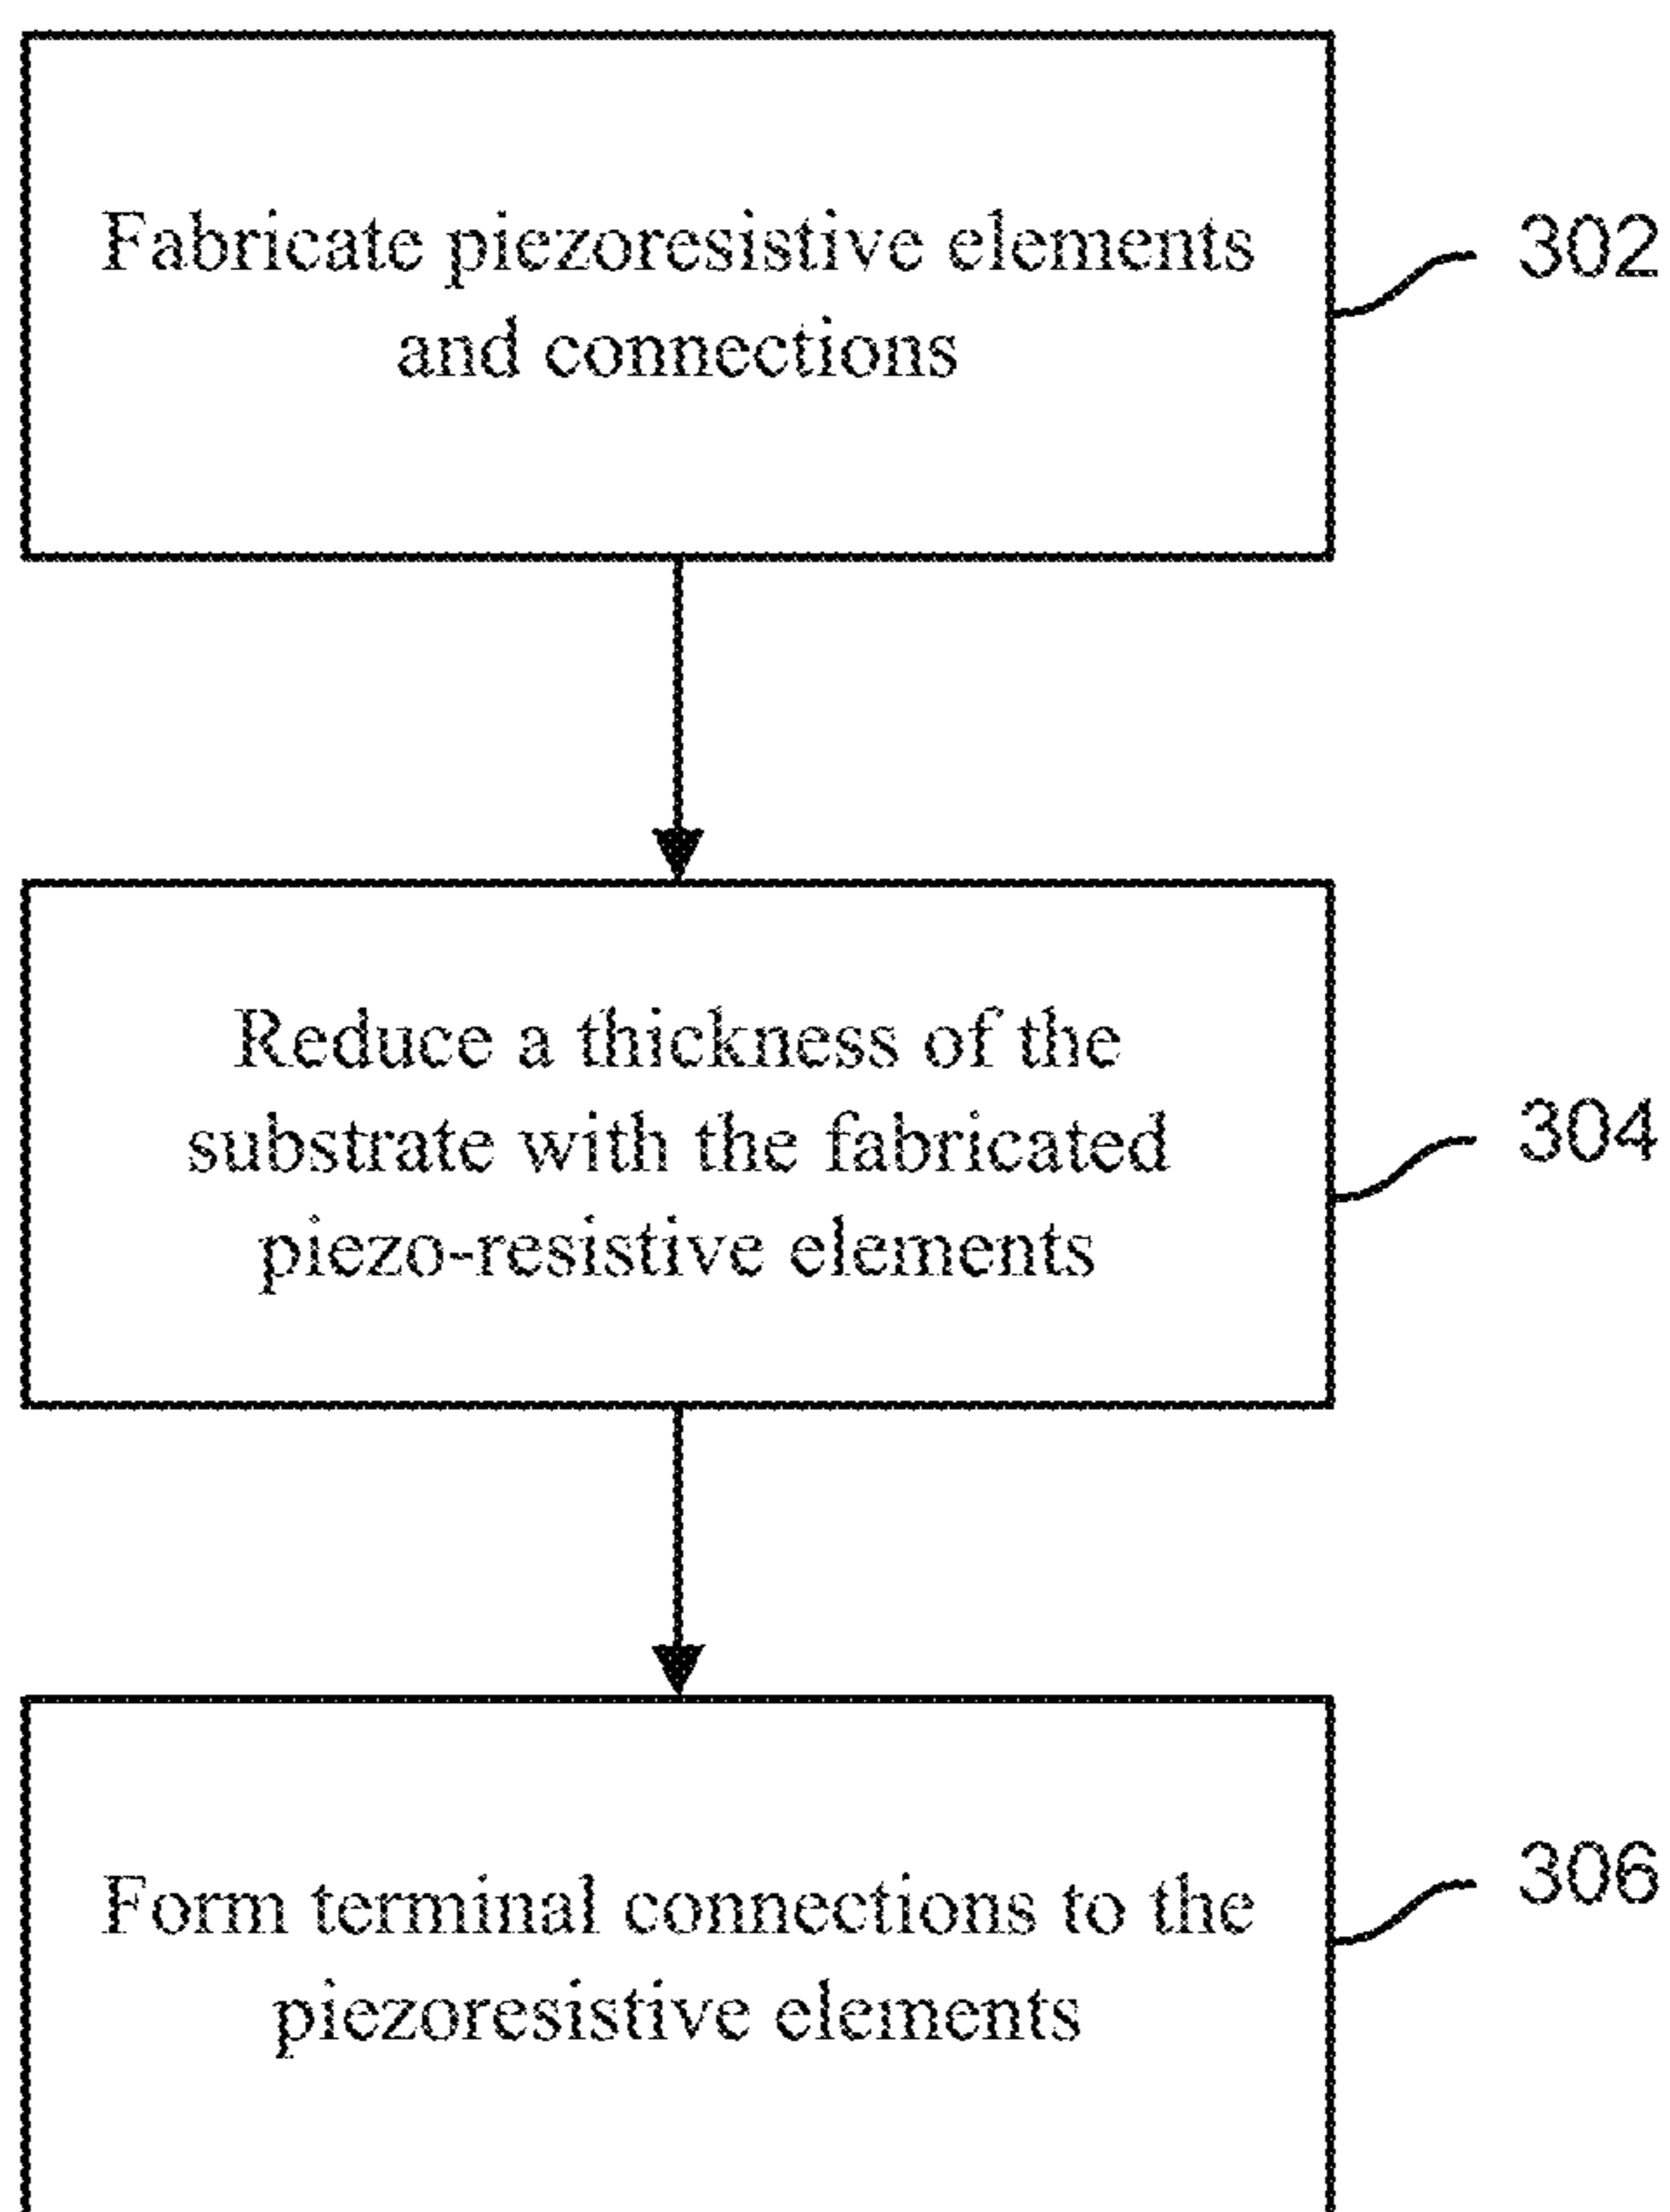 Fabricate piezoresistive elements
and connections
302
Reduce a thickness of the
substrate with the fabricated
piezo-resistive elements
304
Form terminal connections to the
piezoresistive elements
306